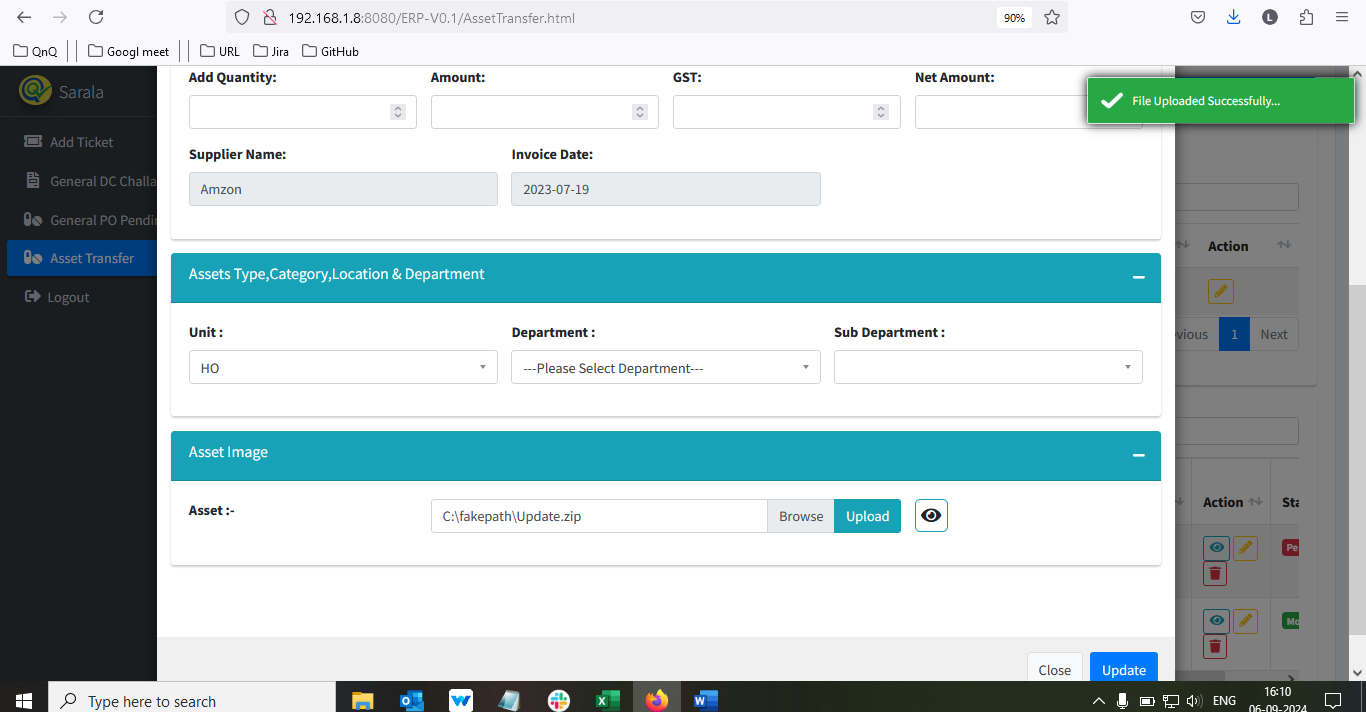 192.168.1.8:8080/ERP-V0.1/AssetTransfer.html
90%
L
QnQ
Googl meet
URL
Jira
GitHub
Sarala
Add Ticket
General DC Challa
General PO Pendin
Asset Transfer
Logout
Add Quantity:
Amount:
GST:
Net Amount:
File Uploaded Successfully...
Supplier Name:
Invoice Date:
Amzon
2023-07-19
Action
Assets Type,Category,Location & Department
Unit :
Department :
Sub Department :
vious
1
Next
HO
---Please Select Department---
Asset Image
Action
Sta
Asset :-
C:\fakepath\Update.zip
Browse
Upload
Pe
Mo
Close
Update
Type here to search
ENG
16:10
06-09-2024